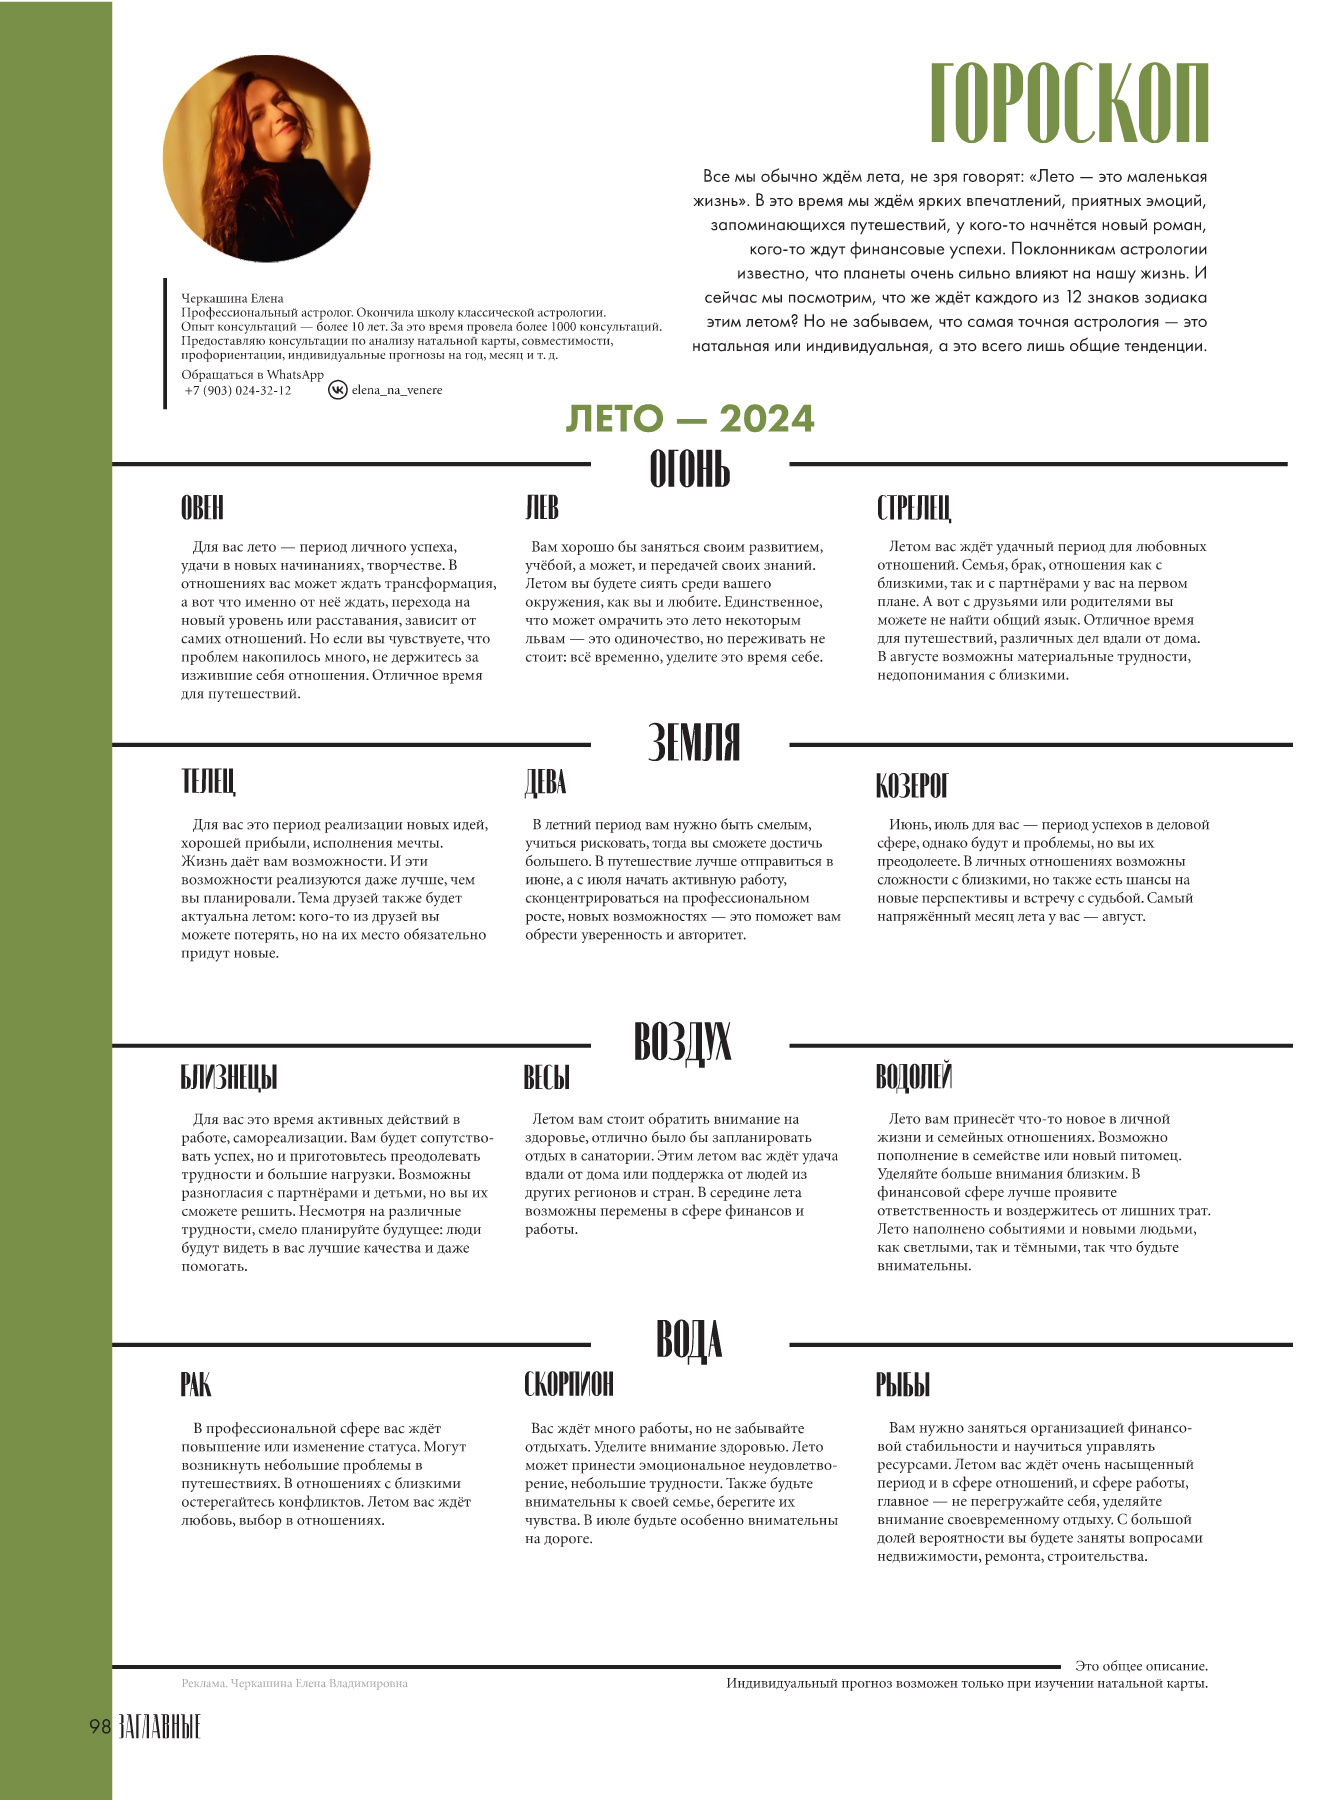 ГОРОСКОП
Все мы обычно ждём лета, не зря говорят: «Лето — это маленькая
жизнь». В это время мы ждём ярких впечатлений, приятных эмоций,
запоминающихся путешествий, у кого-то начнётся новый роман,
кого-то ждут финансовые успехи. Поклонникам астрологии
известно, что планеты очень сильно влияют на нашу жизнь. И
сейчас мы посмотрим, что же ждёт каждого из 12 знаков зодиака
этим летом? Но не забываем, что самая точная астрология — это
натальная или индивидуальная, а это всего лишь общие тенденции.
Черкашина Елена
Профессиональный астролог. Окончила школу классической астрологии.
Опыт консультаций — более 10 лет. За это время провела более 1000 консультаций.
Предоставляю консультации по анализу натальной карты, совместимости,
профориентации, индивидуальные прогнозы на год, месяц и т. д.
Обращаться в WhatsApp
+7 (903) 024-32-12 elena_na_venere
ЛЕТО — 2024
ОГОНЬ
ОВЕН
Для вас лето — период личного успеха,
удачи в новых начинаниях, творчестве. В
отношениях вас может ждать трансформация,
а вот что именно от неё ждать, перехода на
новый уровень или расставания, зависит от
самих отношений. Но если вы чувствуете, что
проблем накопилось много, не держитесь за
изжившие себя отношения. Отличное время
для путешествий.
ЛЕВ
Вам хорошо бы заняться своим развитием,
учёбой, а может, и передачей своих знаний.
Летом вы будете сиять среди вашего
окружения, как вы и любите. Единственное,
что может омрачить это лето некоторым
львам — это одиночество, но переживать не
стоит: всё временно, уделите это время себе.
СТРЕЛЕЦ
Летом вас ждёт удачный период для любовных
отношений. Семья, брак, отношения как с
близкими, так и с партнёрами у вас на первом
плане. А вот с друзьями или родителями вы
можете не найти общий язык. Отличное время
для путешествий, различных дел вдали от дома.
В августе возможны материальные трудности,
недопонимания с близкими.
ЗЕМЛЯ
ТЕЛЕЦ
Для вас это период реализации новых идей,
хорошей прибыли, исполнения мечты.
Жизнь даёт вам возможности. И эти
возможности реализуются даже лучше, чем
вы планировали. Тема друзей также будет
актуальна летом: кого-то из друзей вы
можете потерять, но на их место обязательно
придут новые.
ДЕВА
В летний период вам нужно быть смелым,
учиться рисковать, тогда вы сможете достичь
большего. В путешествие лучше отправиться в
июне, а с июля начать активную работу,
сконцентрироваться на профессиональном
росте, новых возможностях — это поможет вам
обрести уверенность и авторитет.
КОЗЕРОГ
Июнь, июль для вас — период успехов в деловой
сфере, однако будут и проблемы, но вы их
преодолеете. В личных отношениях возможны
сложности с близкими, но также есть шансы на
новые перспективы и встречу с судьбой. Самый
напряжённый месяц лета у вас — август.
ВОЗДУХ
БЛИЗНЕЦЫ
Для вас это время активных действий в
работе, самореализации. Вам будет сопутство-
вать успех, но и приготовьтесь преодолевать
трудности и большие нагрузки. Возможны
разногласия с партнёрами и детьми, но вы их
сможете решить. Несмотря на различные
трудности, смело планируйте будущее: люди
будут видеть в вас лучшие качества и даже
помогать.
ВЕСЫ
Летом вам стоит обратить внимание на
здоровье, отлично было бы запланировать
отдых в санатории. Этим летом вас ждёт удача
вдали от дома или поддержка от людей из
других регионов и стран. В середине лета
возможны перемены в сфере финансов и
работы.
ВОДОЛЕЙ
Лето вам принесёт что-то новое в личной
жизни и семейных отношениях. Возможно
пополнение в семействе или новый питомец.
Уделяйте больше внимания близким. В
финансовой сфере лучше проявите
ответственность и воздержитесь от лишних трат.
Лето наполнено событиями и новыми людьми,
как светлыми, так и тёмными, так что будьте
внимательны.
ВОДА
РАК
В профессиональной сфере вас ждёт
повышение или изменение статуса. Могут
возникнуть небольшие проблемы в
путешествиях. В отношениях с близкими
остерегайтесь конфликтов. Летом вас ждёт
любовь, выбор в отношениях.
СКОРПИОН
Вас ждёт много работы, но не забывайте
отдыхать. Уделите внимание здоровью. Лето
может принести эмоциональное неудовлетво-
рение, небольшие трудности. Также будьте
внимательны к своей семье, берегите их
чувства. В июле будьте особенно внимательны
на дороге.
РЫБЫ
Вам нужно заняться организацией финансо-
вой стабильности и научиться управлять
ресурсами. Летом вас ждёт очень насыщенный
период и в сфере отношений, и сфере работы,
главное — не перегружайте себя, уделяйте
внимание своевременному отдыху. С большой
долей вероятности вы будете заняты вопросами
недвижимости, ремонта, строительства.
Это общее описание.
Индивидуальный прогноз возможен только при изучении натальной карты.
Реклама. Черкашина Елена Владимировна
98 ЗАГЛАВНЫЕ